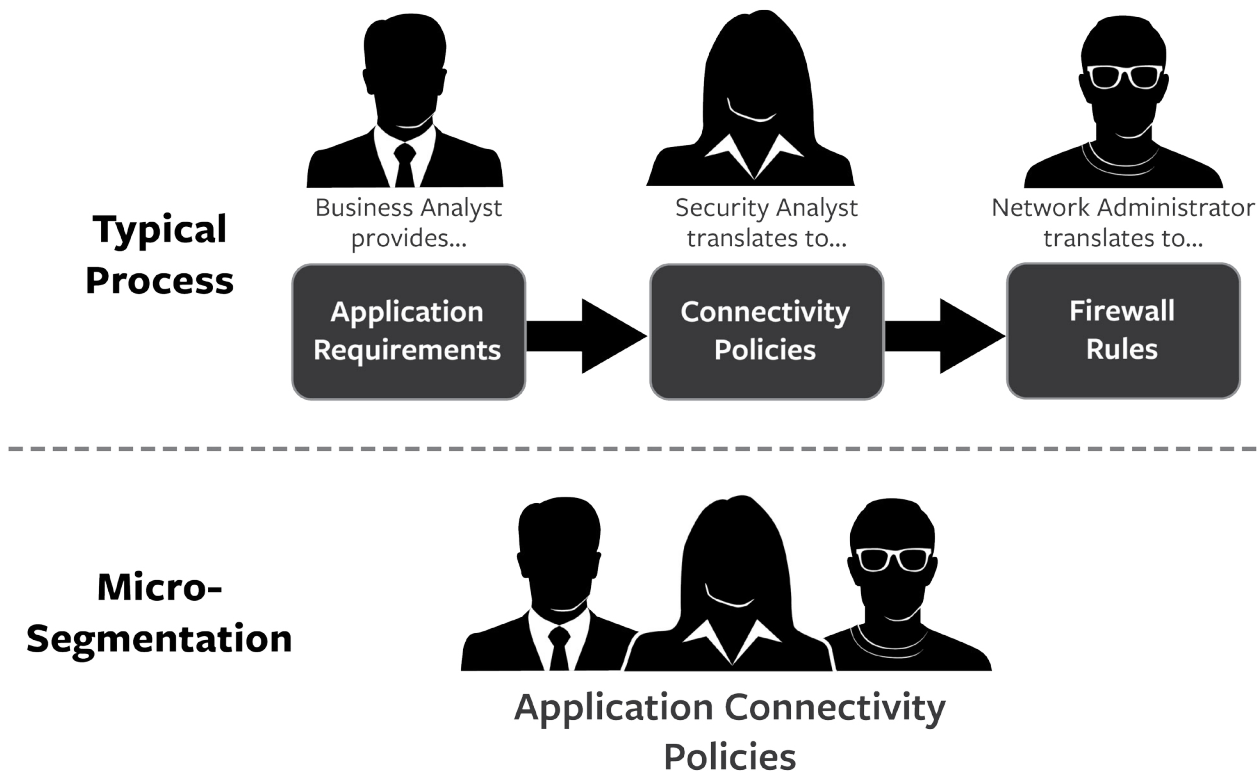 Business Analyst
provides...
Security Analyst
translates to...
Network Administrator
translates to...
Typical
Process
Application
Requirements
Connectivity
Policies
Firewall
Rules
Micro-
Segmentation
Application Connectivity
Policies